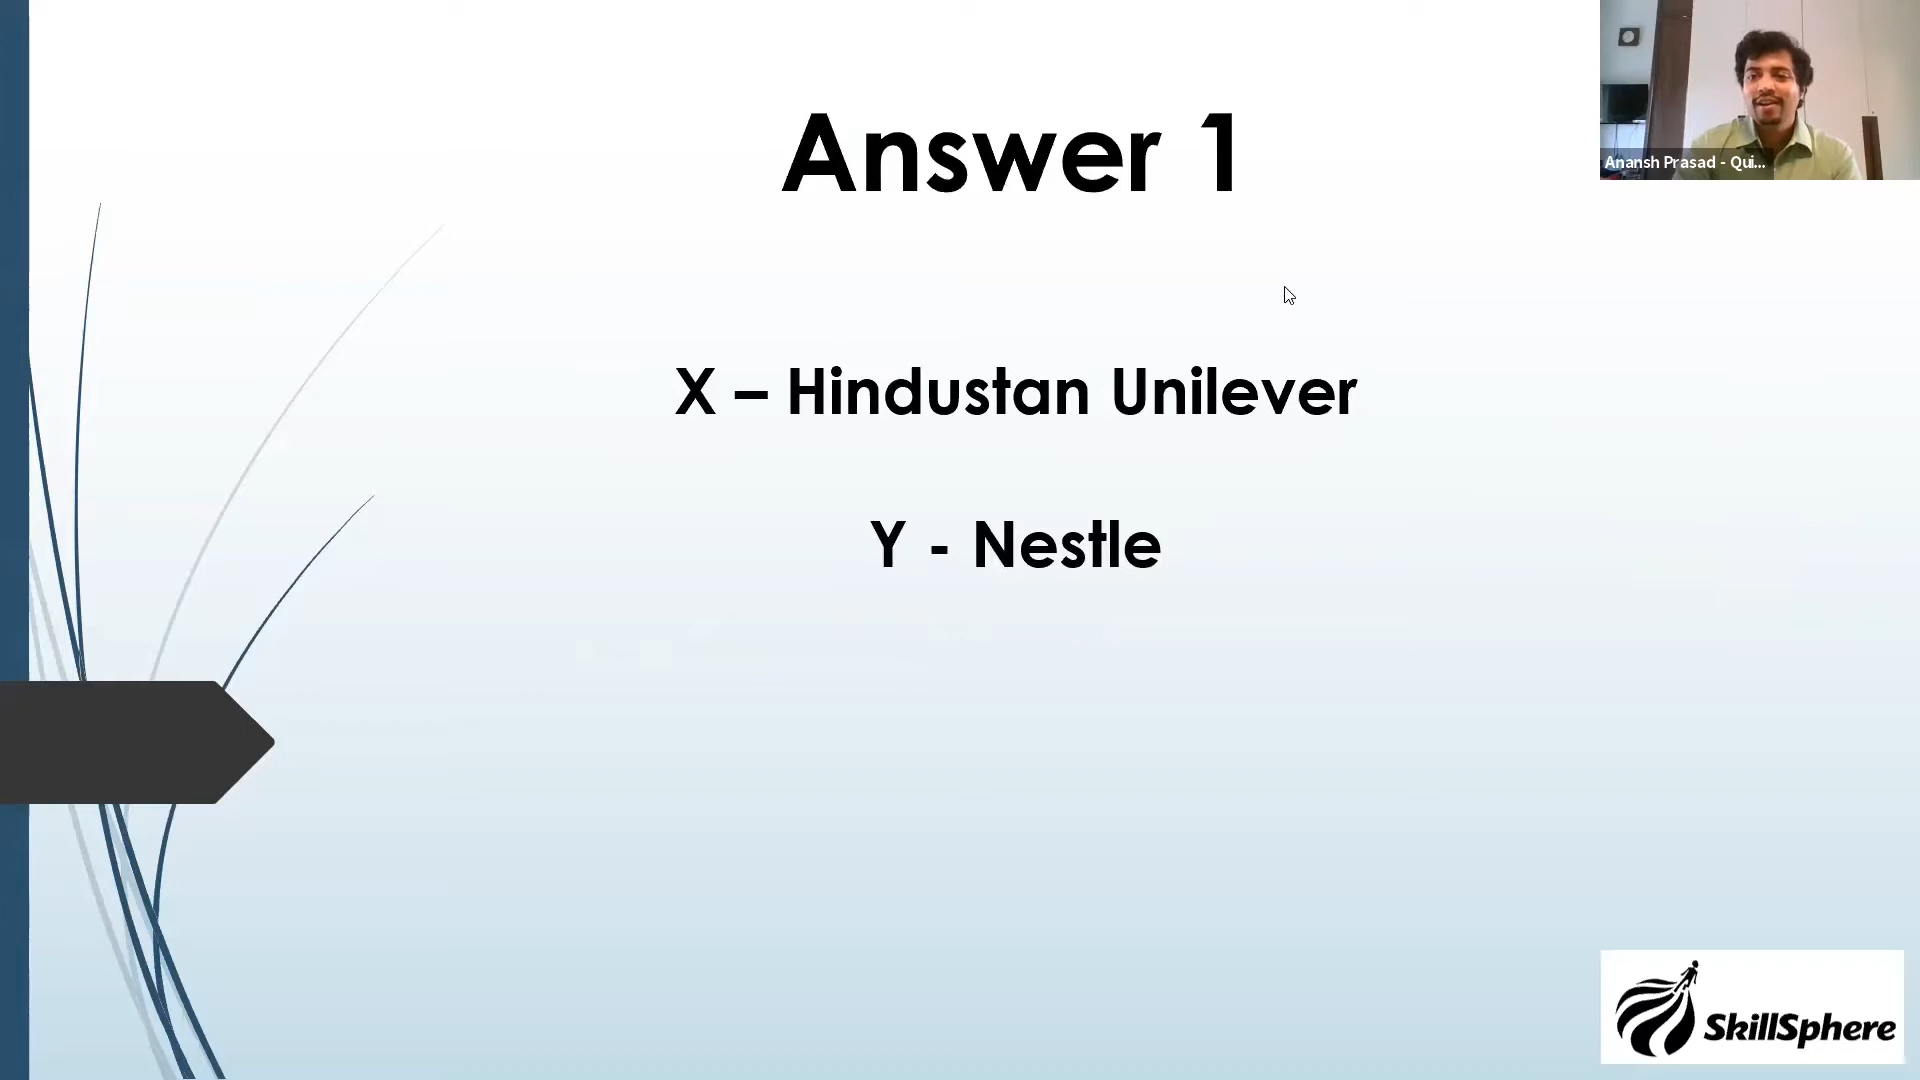 Answer 1
Anansh Prasad - Qui...
X – Hindustan Unilever
Y - Nestle
SkillSphere